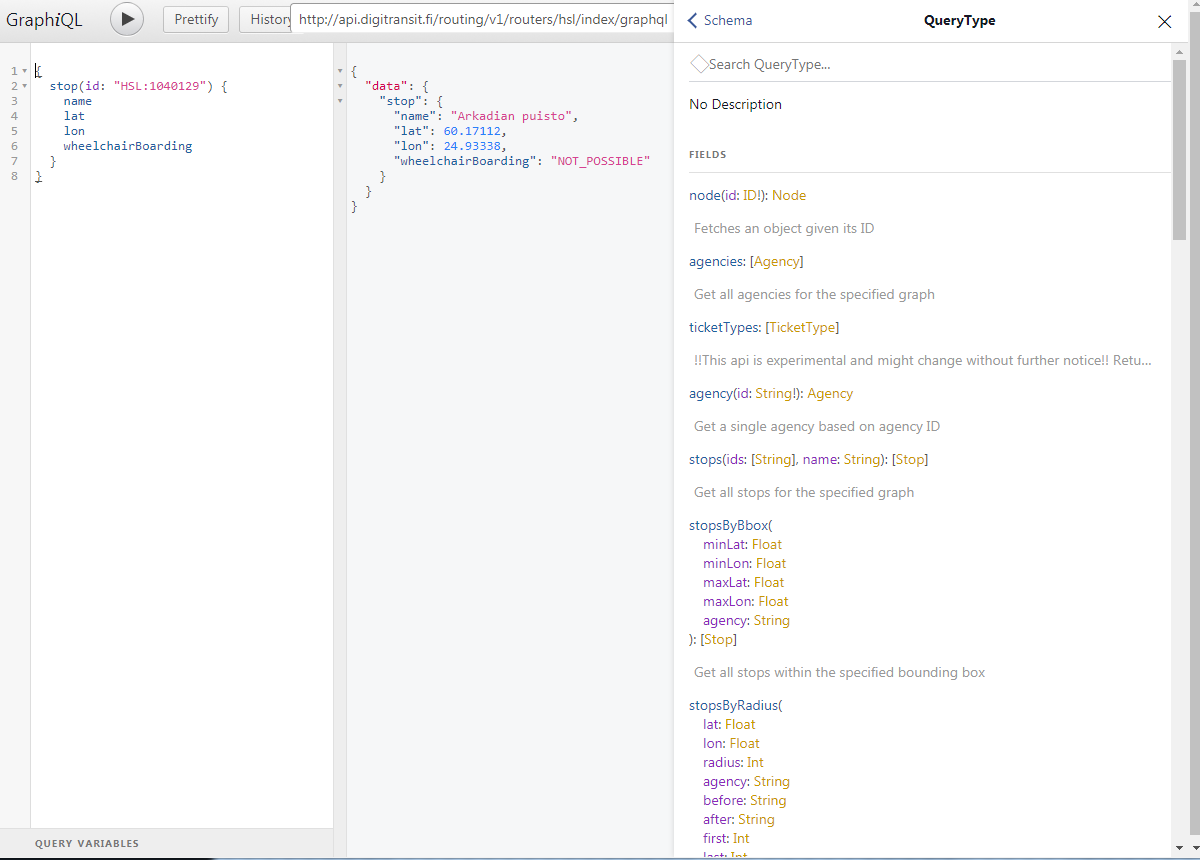 GraphiQL
Prettify
History
http://api.digitransit.fi/routing/v1/routers/hsl/index/graphql
1 {
2 stop(id: "HSL:1040129") {
3 name
4 lat
5 lon
6 wheelchairBoarding
7 }
8 }
QUERY VARIABLES
{
"data": {
"stop": {
"name": "Arkadian puisto",
"lat": 60.17112,
"lon": 24.93338,
"wheelchairBoarding": "NOT_POSSIBLE"
}
}
}
Schema
QueryType
Search QueryType...
No Description
FIELDS
node(id: ID!): Node
Fetches an object given its ID
agencies: [Agency]
Get all agencies for the specified graph
ticketTypes: [TicketType]
!!This api is experimental and might change without further notice!! Retu...
agency(id: String!): Agency
Get a single agency based on agency ID
stops(ids: [String], name: String): [Stop]
Get all stops for the specified graph
stopsByBbox(
minLat: Float
minLon: Float
maxLat: Float
maxLon: Float
agency: String
): [Stop]
Get all stops within the specified bounding box
stopsByRadius(
lat: Float
lon: Float
radius: Int
agency: String
before: String
after: String
first: Int
last: Int